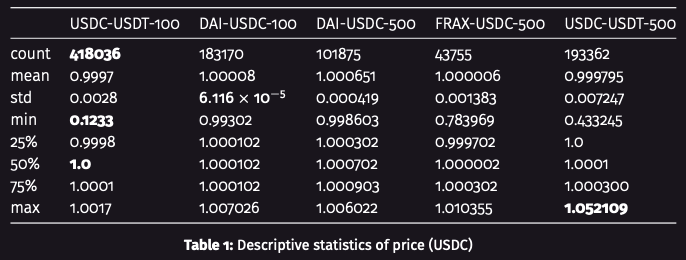 USDC-USDT-100 DAI-USDC-100 DAI-USDC-500 FRAX-USDC-500 USDC-USDT-500
count 418036 183170 101875 43755 193362
mean 0.9997 1.00008 1.000651 1.000006 0.999795
std 0.0028 6.116 × 10⁻⁵ 0.000419 0.001383 0.007247
min 0.1233 0.99302 0.998603 0.783969 0.433245
25% 0.9998 1.000102 1.000302 0.999702 1.0
50% 1.0 1.000102 1.000702 1.000002 1.0001
75% 1.0001 1.000102 1.000903 1.000302 1.000300
max 1.0017 1.007026 1.006022 1.010355 1.052109
Table 1: Descriptive statistics of price (USDC)